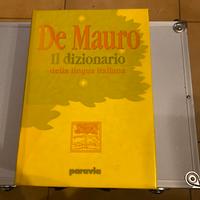 De Mauro
Il dizionario
della lingua italiana
paravia